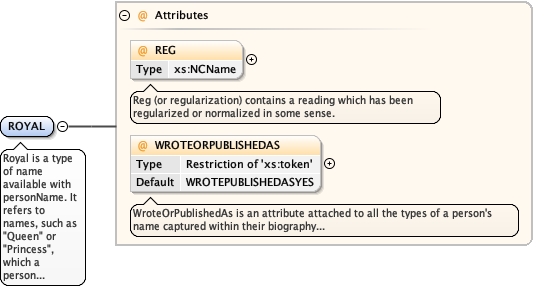 Attributes
@ REG
Type xs:NCName
Reg (or regularization) contains a reading which has been
regularized or normalized in some sense.
ROYAL
Royal is a type
of name
available with
personName. It
refers to
names, such as
"Queen" or
"Princess",
which a
person...
@ WROTEORPUBLISHEDAS
Type Restriction of 'xs:token'
Default WROTEPUBLISHEDASYES
WroteOrPublishedAs is an attribute attached to all the types of a person's
name captured within their biography...